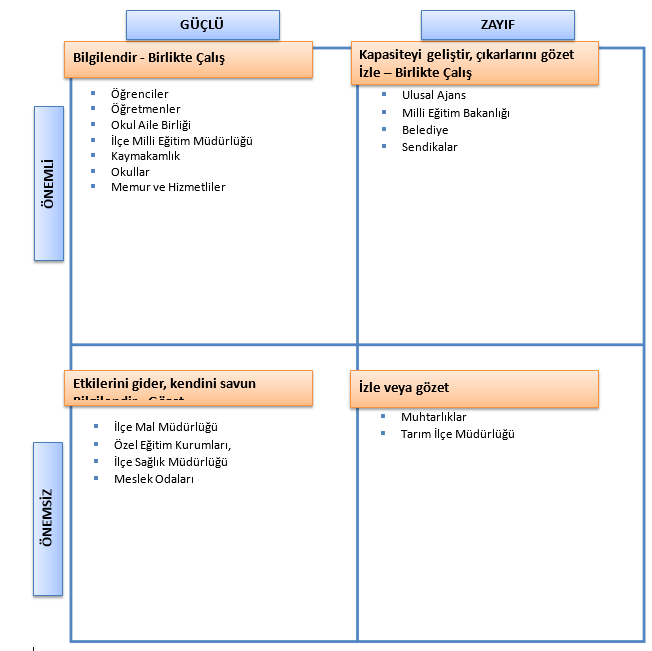 GÜÇLÜ
ZAYIF
Bilgilendir - Birlikte Çalış
Kapasiteyi geliştir, çıkarlarını gözet
İzle – Birlikte Çalış
ÖNEMLİ
Öğrenciler
Öğretmenler
Okul Aile Birliği
İlçe Milli Eğitim Müdürlüğü
Kaymakamlık
Okullar
Memur ve Hizmetliler
Ulusal Ajans
Milli Eğitim Bakanlığı
Belediye
Sendikalar
Etkilerini gider, kendini savun
Bilgilendir - Gözet
İzle veya gözet
ÖNEMSİZ
İlçe Mal Müdürlüğü
Özel Eğitim Kurumları,
İlçe Sağlık Müdürlüğü
Meslek Odaları
Muhtarlıklar
Tarım İlçe Müdürlüğü